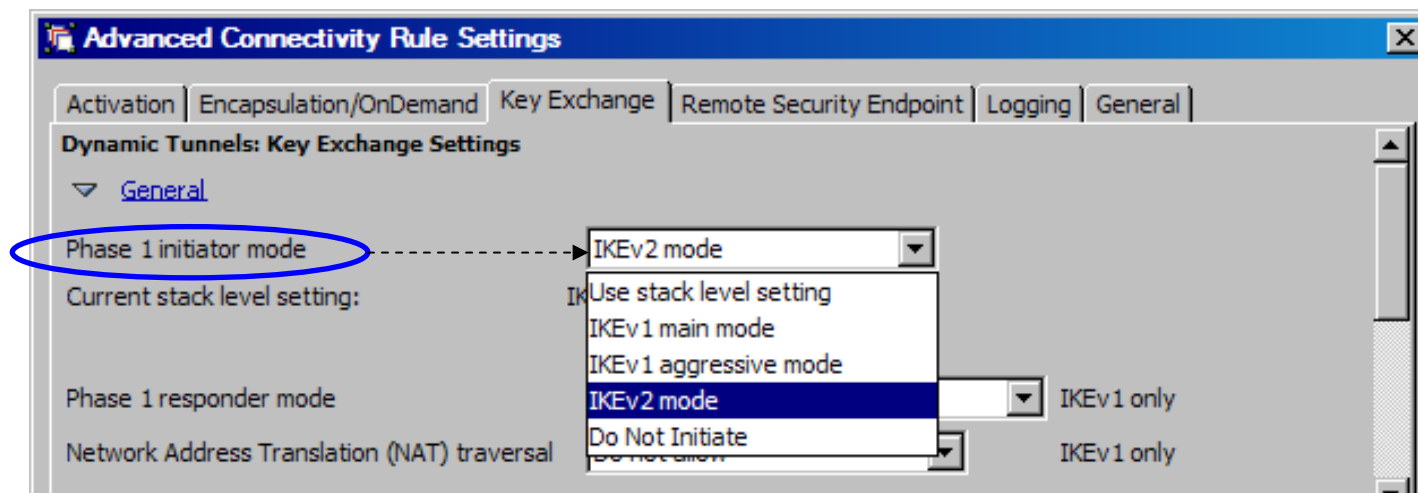 Advanced Connectivity Rule Settings
Activation Encapsulation/OnDemand Key Exchange Remote Security Endpoint Logging General
Dynamic Tunnels: Key Exchange Settings
General
Phase 1 initiator mode IKEv2 mode
Current stack level setting: IK
Use stack level setting
IKEv1 main mode
IKEv1 aggressive mode
IKEv2 mode
Do Not Initiate
Phase 1 responder mode IKEv1 only
Network Address Translation (NAT) traversal IKEv1 only